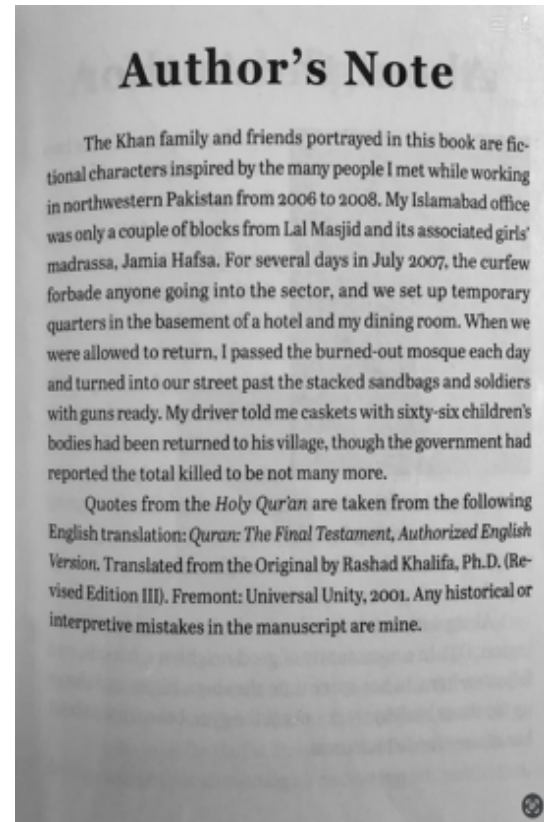 Author's Note
The Khan family and friends portrayed in this book are fic-
tional characters inspired by the many people I met while working
in northwestern Pakistan from 2006 to 2008. My Islamabad office
was only a couple of blocks from Lal Masjid and its associated girls'
madrassa, Jamia Hafsa. For several days in July 2007, the curfew
forbade anyone going into the sector, and we set up temporary
quarters in the basement of a hotel and my dining room. When we
were allowed to return, I passed the burned-out mosque each day
and turned into our street past the stacked sandbags and soldiers
with guns ready. My driver told me caskets with sixty-six children's
bodies had been returned to his village, though the government had
reported the total killed to be not many more.
Quotes from the Holy Qur'an are taken from the following
English translation: Quran: The Final Testament, Authorized English
Version. Translated from the Original by Rashad Khalifa, Ph.D. (Re-
vised Edition III). Fremont: Universal Unity, 2001. Any historical or
interpretive mistakes in the manuscript are mine.